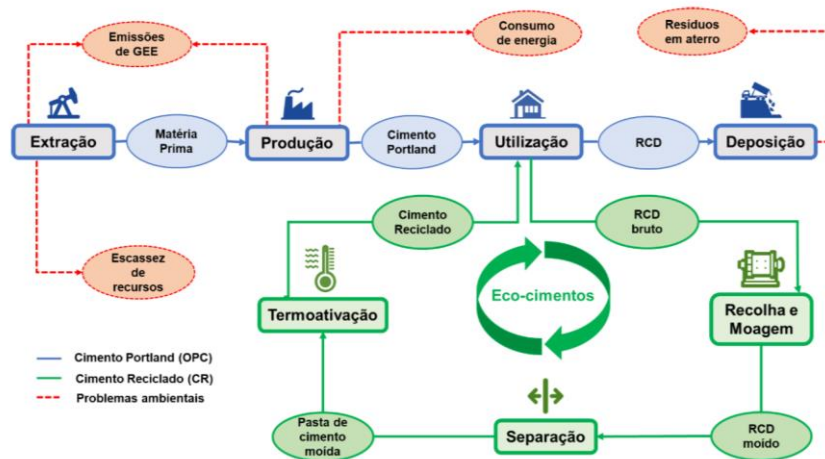 Emissões
de GEE
Consumo
de energia
Resíduos
em aterro
Extração
Matéria
Prima
Produção
Cimento
Portland
Utilização
RCD
Deposição
Cimento
Reciclado
RCD
bruto
Escassez
de
recursos
Termoativação
Eco-cimentos
Recolha e
Moagem
Cimento Portland (OPC)
Cimento Reciclado (CR)
Problemas ambientais
Pasta de
cimento
moída
Separação
RCD
moído